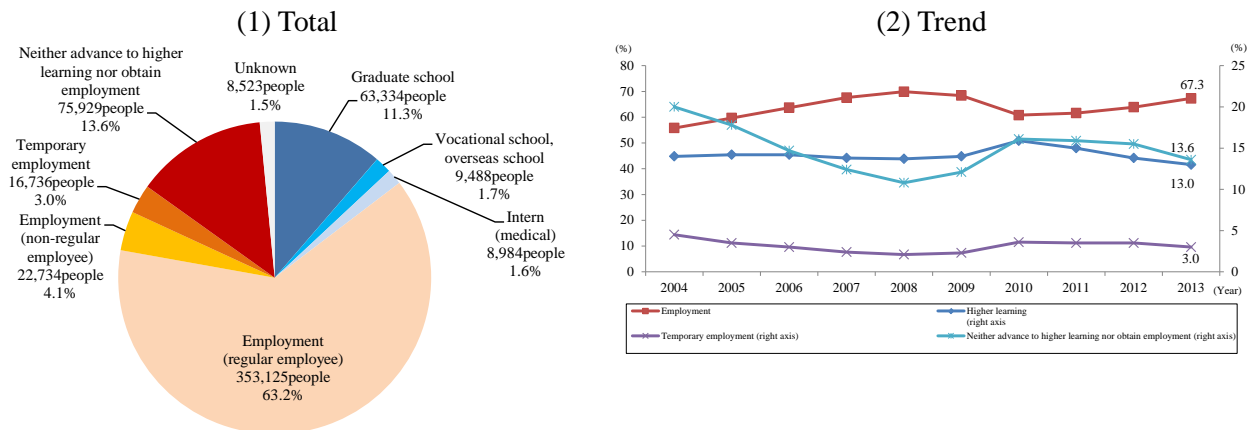 (1) Total
Neither advance to higher
learning nor obtain
employment
75,929people
13.6%
Unknown
8,523people
1.5%
Graduate school
63,334people
11.3%
Vocational school,
overseas school
9,488people
1.7%
Intern
(medical)
8,984people
1.6%
Temporary
employment
16,736people
3.0%
Employment
(non-regular
employee)
22,734people
4.1%
Employment
(regular employee)
353,125people
63.2%
(2) Trend
(%)
80
70
60
50
40
30
20
10
0
(%)
25
20
15
10
5
0
67.3
13.6
13.0
3.0
2004 2005 2006 2007 2008 2009 2010 2011 2012 2013 (Year)
Employment
Higher learning
(right axis
Temporary employment (right axis)
Neither advance to higher learning nor obtain employment (right axis)